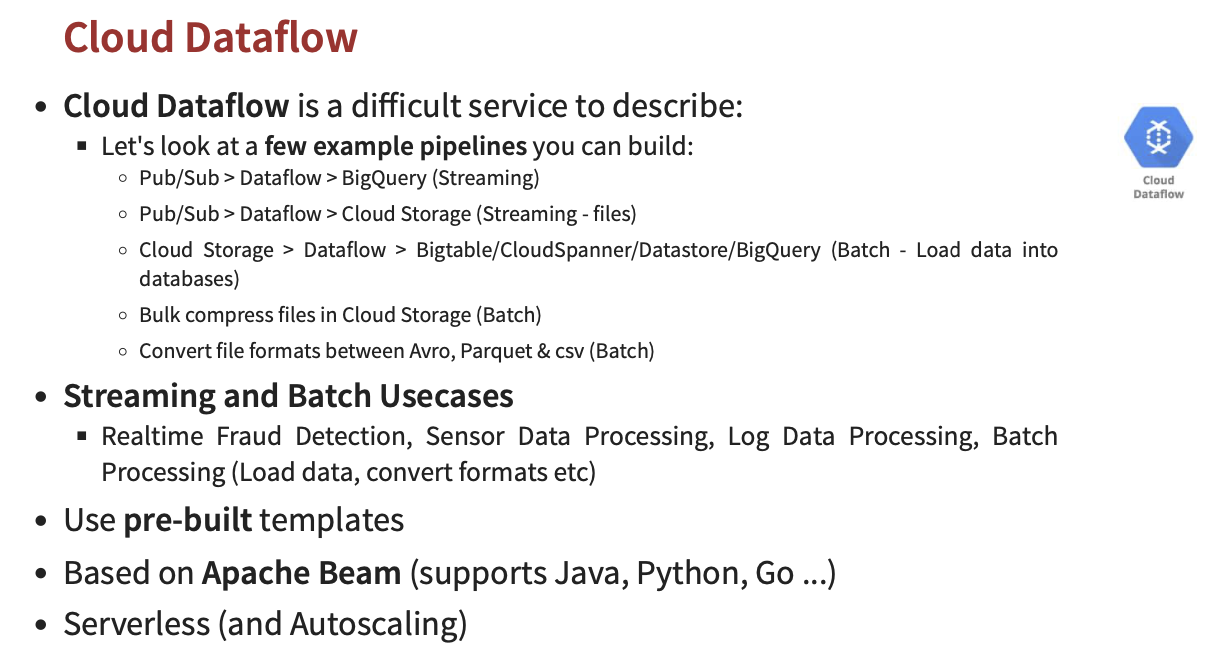 Cloud Dataflow
• Cloud Dataflow is a difficult service to describe:
▪ Let's look at a few example pipelines you can build:
◦ Pub/Sub > Dataflow > BigQuery (Streaming)
◦ Pub/Sub > Dataflow > Cloud Storage (Streaming - files)
◦ Cloud Storage > Dataflow > Bigtable/CloudSpanner/Datastore/BigQuery (Batch - Load data into
databases)
◦ Bulk compress files in Cloud Storage (Batch)
◦ Convert file formats between Avro, Parquet & csv (Batch)
• Streaming and Batch Usecases
▪ Realtime Fraud Detection, Sensor Data Processing, Log Data Processing, Batch
Processing (Load data, convert formats etc)
• Use pre-built templates
• Based on Apache Beam (supports Java, Python, Go ...)
• Serverless (and Autoscaling)
Cloud
Dataflow